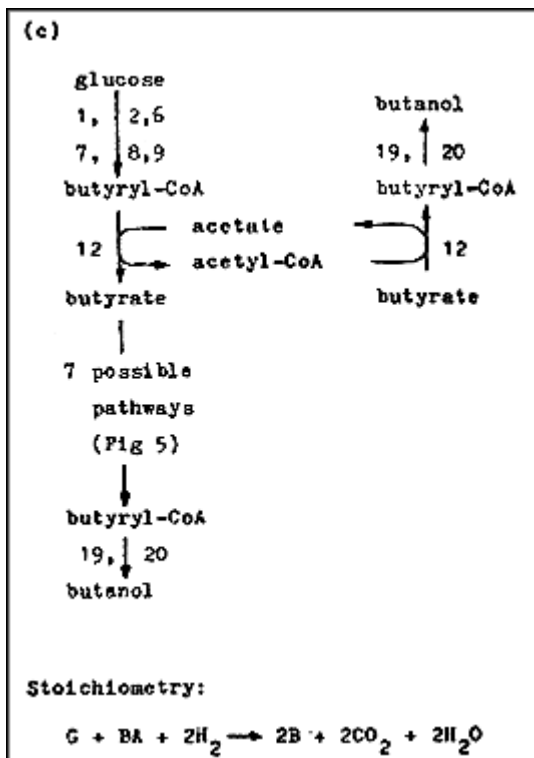 (c)
glucose
1, 2,6
7, 8,9
butyryl-CoA
12
acetate
acetyl-CoA
butyrate
7 possible
pathways
(Fig 5)
butyryl-CoA
19, 20
butanol
butanol
19, 20
butyryl-CoA
12
butyrate
Stoichiometry:
G + BA + 2H₂ → 2B + 2CO₂ + 2H₂O